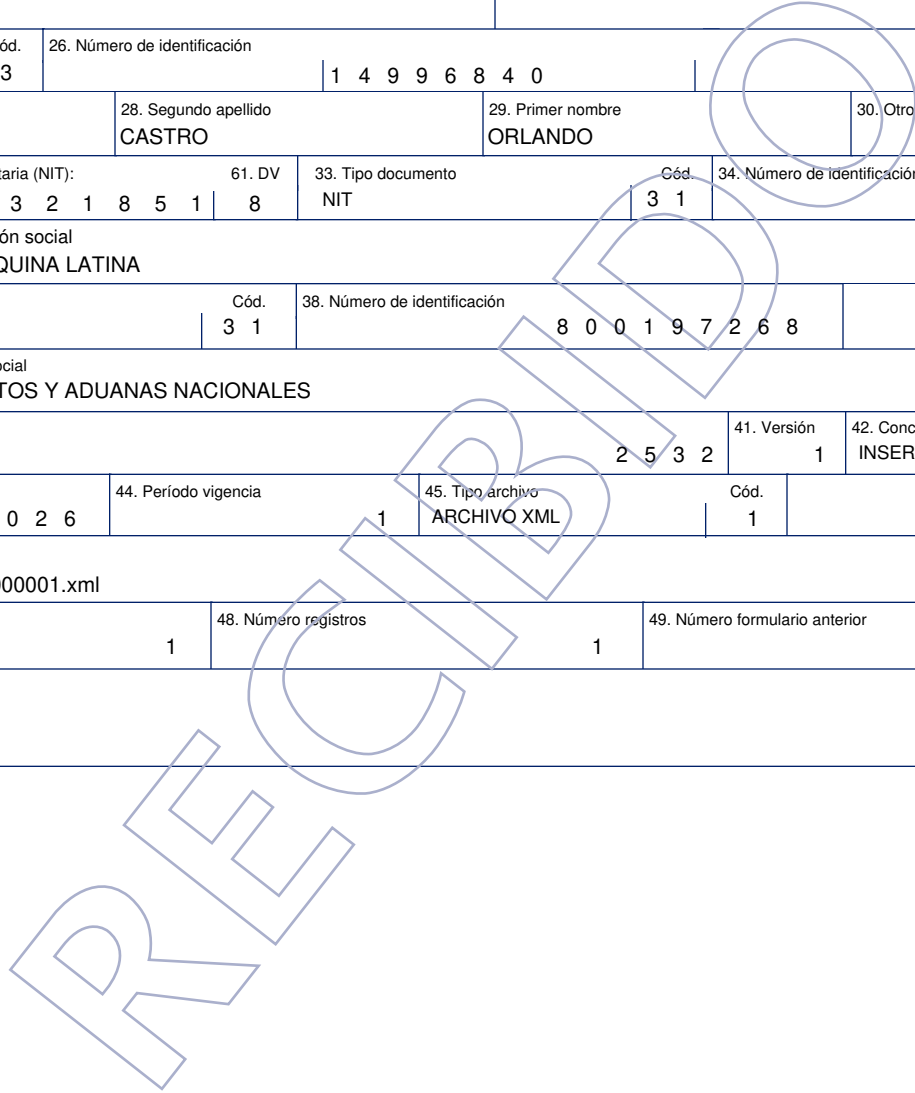 ód. 26. Número de identificación
3 1 4 9 9 6 8 4 0
28. Segundo apellido 29. Primer nombre 30. Otro
CASTRO ORLANDO
taria (NIT): 61. DV 33. Tipo documento Cód. 34. Número de identificación
3 2 1 8 5 1 8 NIT 3 1
ón social
QUINA LATINA
Cód. 38. Número de identificación
3 1 8 0 0 1 9 7 2 6 8
ocial
TOS Y ADUANAS NACIONALES
41. Versión 42. Conc
2 5 3 2 1 INSER
44. Período vigencia 45. Tipo archivo Cód.
0 2 6 1 ARCHIVO XML 1
000001.xml
48. Número registros 49. Número formulario anterior
1 1
RECIBIDO